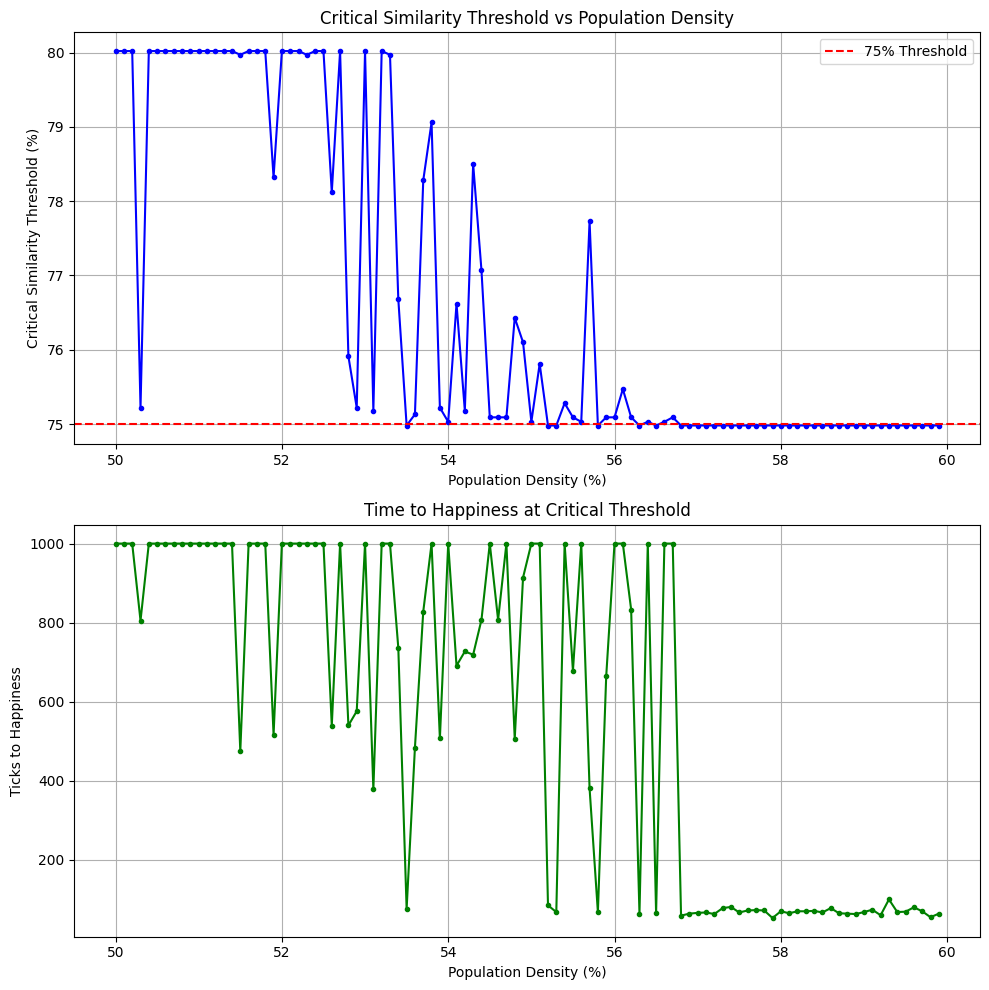 Critical Similarity Threshold vs Population Density
75% Threshold
Critical Similarity Threshold (%)
80
79
78
77
76
75
50 52 54 56 58 60
Population Density (%)
Time to Happiness at Critical Threshold
Ticks to Happiness
1000
800
600
400
200
50 52 54 56 58 60
Population Density (%)